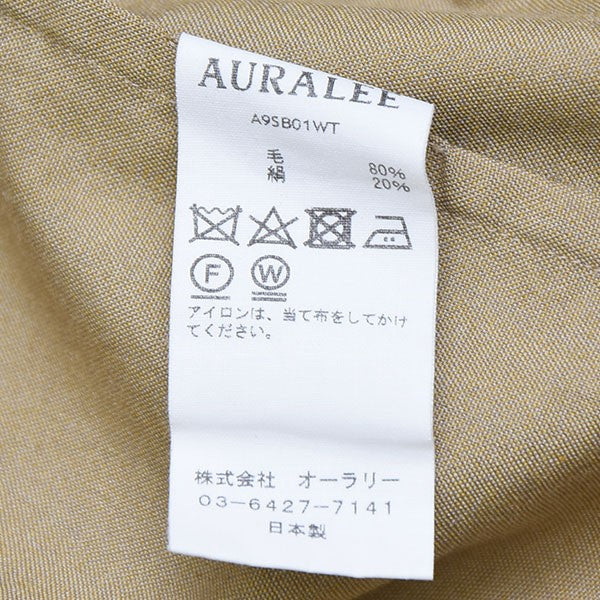 AURALEE
A9SB01WT
毛 80%
絹 20%
F W
アイロンは、当て布をしてかけ
てください。
株式会社 オーラリー
03-6427-7141
日本製